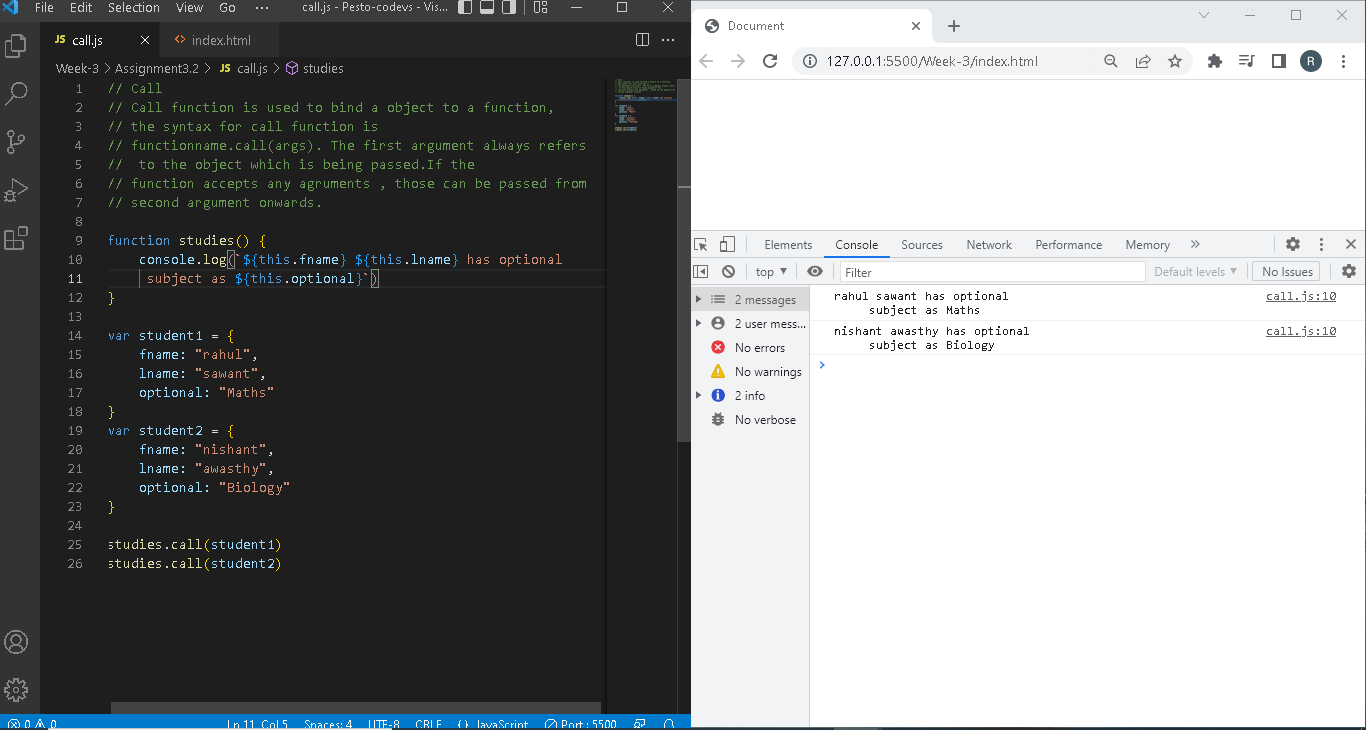 File Edit Selection View Go ··· call.js - Pesto-codevs - Vis...
JS call.js
<> index.html
Week-3 > Assignment3.2 > JS call.js > studies
1 // Call
2 // Call function is used to bind a object to a function,
3 // the syntax for call function is
4 // functionname.call(args). The first argument always refers
5 //  to the object which is being passed.If the
6 // function accepts any agruments , those can be passed from
7 // second argument onwards.
8
9 function studies() {
10     console.log(`${this.fname} ${this.lname} has optional
11      subject as ${this.optional}`)
12 }
13
14 var student1 = {
15     fname: "rahul",
16     lname: "sawant",
17     optional: "Maths"
18 }
19 var student2 = {
20     fname: "nishant",
21     lname: "awasthy",
22     optional: "Biology"
23 }
24
25 studies.call(student1)
26 studies.call(student2)
0 0 Ln 11, Col 5 Spaces: 4 UTF-8 CRLF {} JavaScript Port : 5500
Document
127.0.0.1:5500/Week-3/index.html
R
Elements Console Sources Network Performance Memory »
top ▼ Filter Default levels ▼ No Issues
2 messages
2 user mess...
No errors
No warnings
2 info
No verbose
rahul sawant has optional call.js:10
     subject as Maths
nishant awasthy has optional call.js:10
     subject as Biology
>